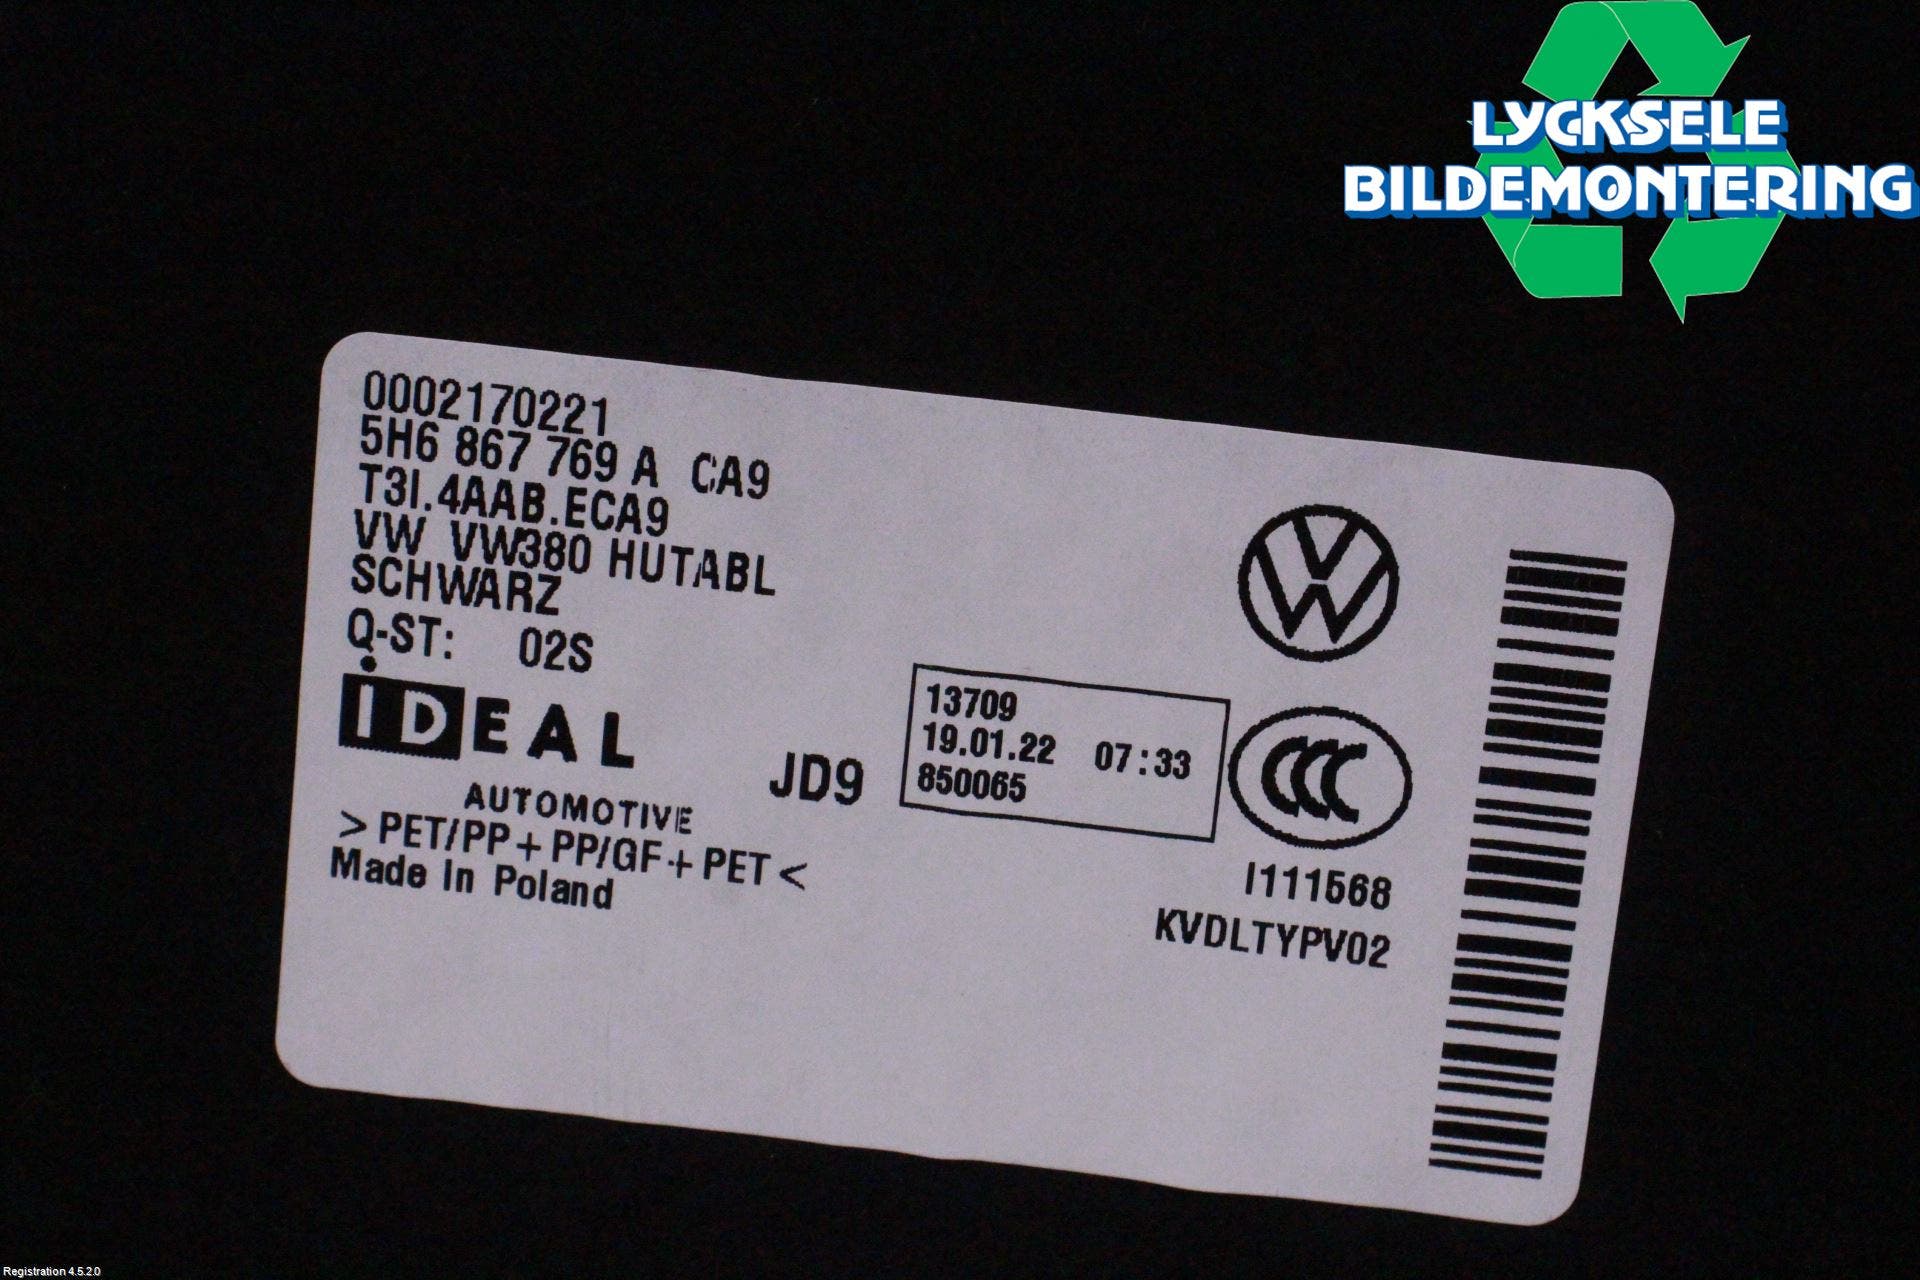 LYCKSELE
BILDEMONTERING
0002170221
5H6 867 769 A CA9
T3I.4AAB.ECA9
VW VW380 HUTABL
SCHWARZ
Q-ST: 02S
IDEAL
AUTOMOTIVE
JD9
>PET/PP+PP/GF+PET<
Made In Poland
13709
19.01.22 07:33
850065
VW
CCC
I111568
KVDLTYPV02
Registration 4.5.2.0